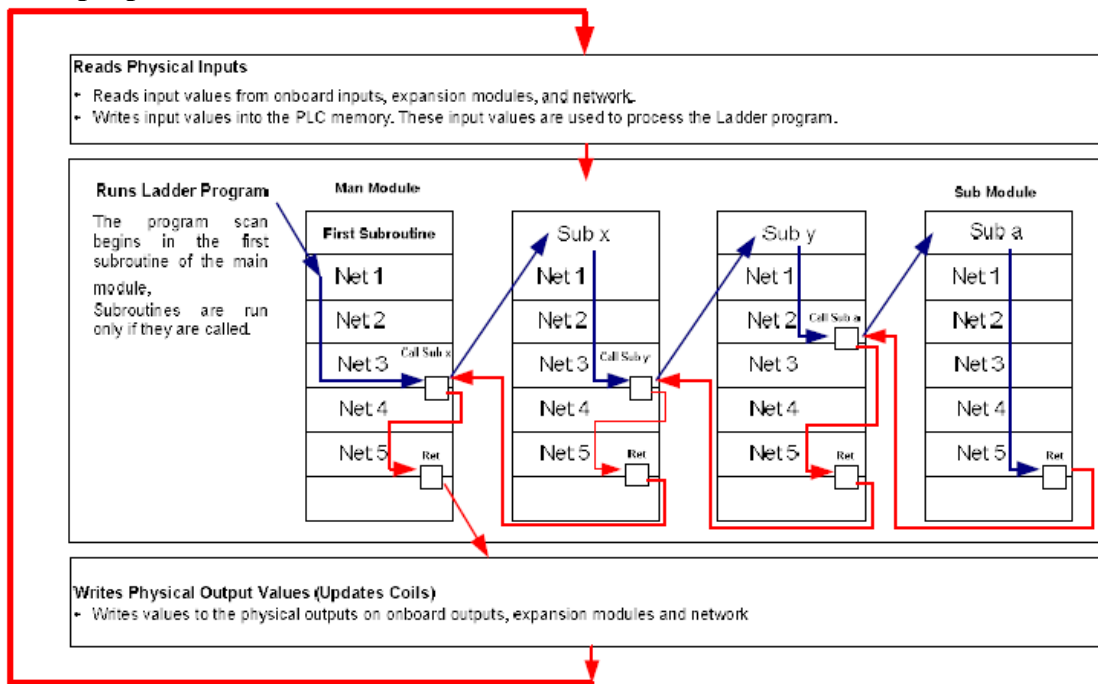 Reads Physical Inputs
• Reads input values from onboard inputs, expansion modules, and network.
• Writes input values into the PLC memory. These input values are used to process the Ladder program.
Runs Ladder Program
The program scan
begins in the first
subroutine of the main
module,
Subroutines are run
only if they are called.
Man Module
First Subroutine
Net 1
Net 2
Net 3
Call Sub x
Net 4
Net 5
Ret
Sub x
Net 1
Net 2
Net 3
Call Sub y
Net 4
Net 5
Ret
Sub y
Net 1
Net 2
Call Sub a
Net 3
Net 4
Net 5
Ret
Sub Module
Sub a
Net 1
Net 2
Net 3
Net 4
Net 5
Ret
Writes Physical Output Values (Updates Coils)
• Writes values to the physical outputs on onboard outputs, expansion modules and network